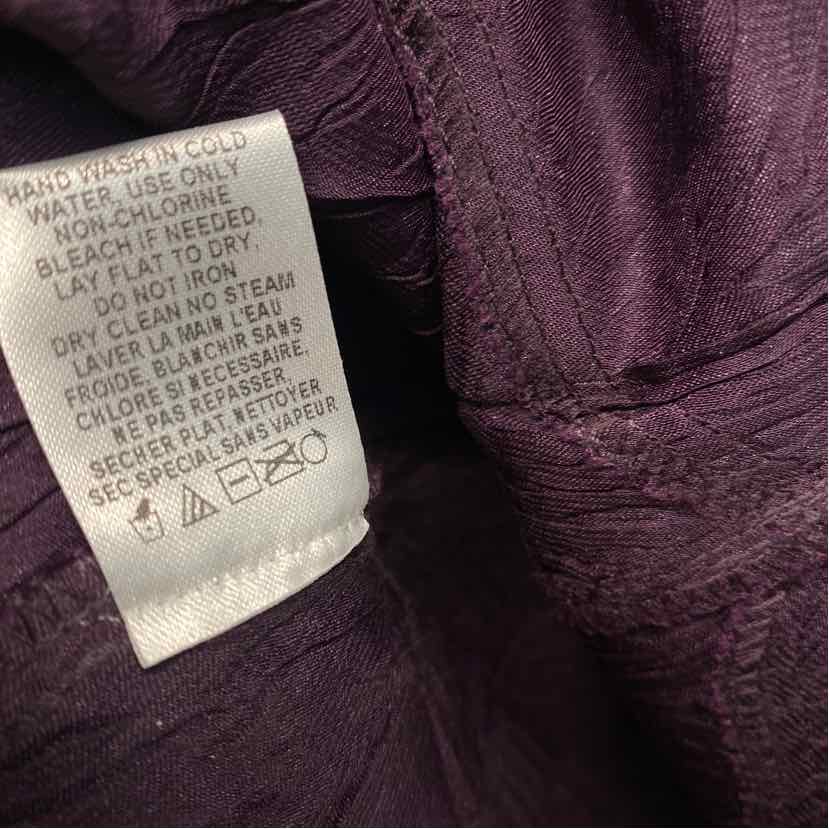 HAND WASH IN COLD
WATER. USE ONLY
NON-CHLORINE
BLEACH IF NEEDED.
LAY FLAT TO DRY.
DO NOT IRON
DRY CLEAN NO STEAM
LAVER LA MAIN L'EAU
FROIDE. BLANCHIR SANS
CHLORE SI NECESSAIRE.
NE PAS REPASSER.
SECHER PLAT. NETTOYER
SEC SPECIAL SANS VAPEUR